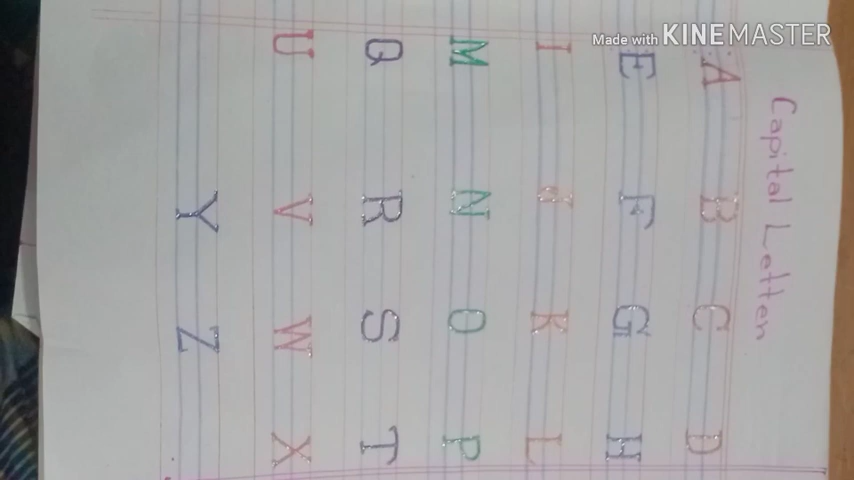 Made with KINEMASTER
Capital Letter
A B C D
E F G H
I J K L
M N O P
Q R S T
U V W X
Y Z